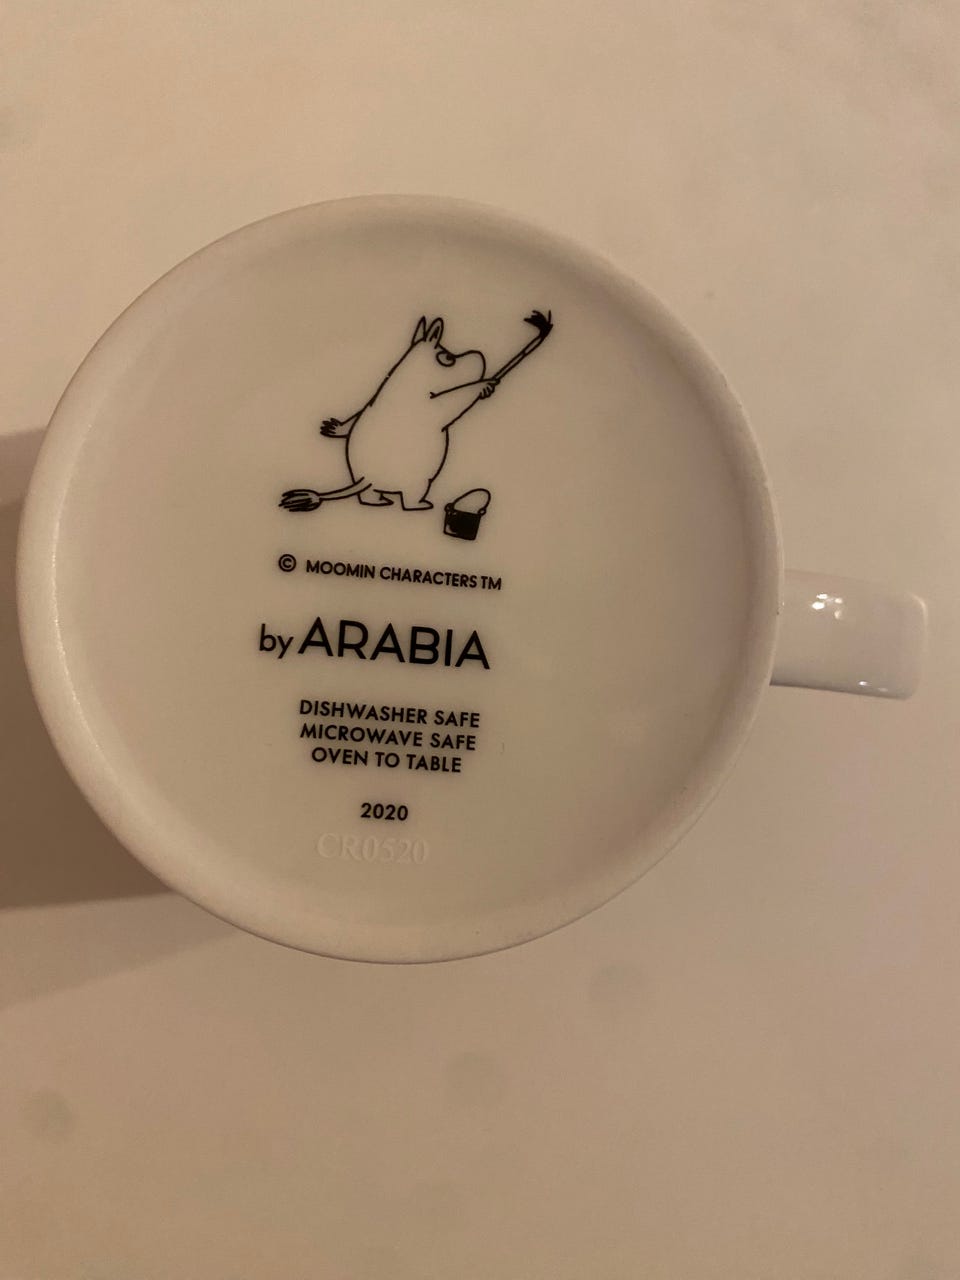 © MOOMIN CHARACTERS TM
by ARABIA
DISHWASHER SAFE
MICROWAVE SAFE
OVEN TO TABLE
2020
CR0520